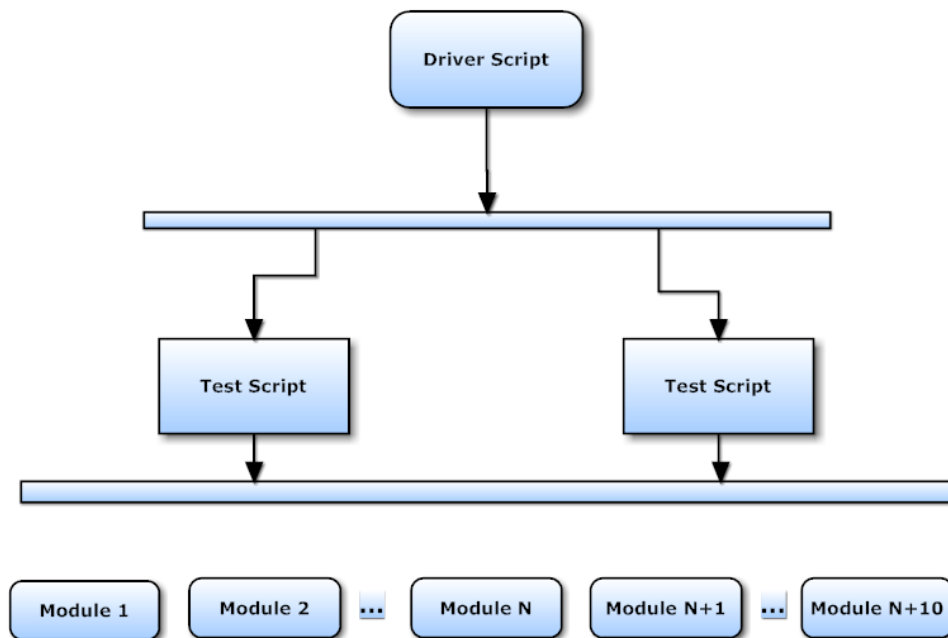 Driver Script
Test Script
Test Script
Module 1
Module 2
...
Module N
Module N+1
...
Module N+10